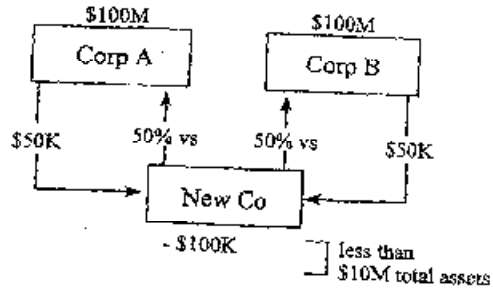 $100M
$100M
Corp A
Corp B
$50K
50% vs
50% vs
$50K
New Co
- $100K
less than
$10M total assets